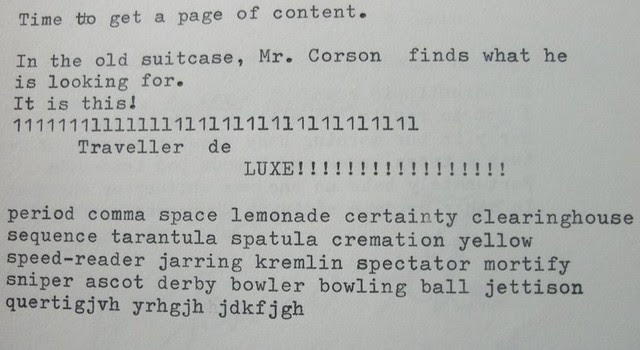 Time to get a page of content.
In the old suitcase, Mr. Corson finds what he
is looking for.
It is this!
1111111111111111111111111111111111
Traveller de
LUXE!!!!!!!!!!!!!!!!!
period comma space lemonade certainty clearinghouse
sequence tarantula spatula cremation yellow
speed-reader jarring kremlin spectator mortify
sniper ascot derby bowler bowling ball jettison
quertigjvh yrhgjh jdkfjgh